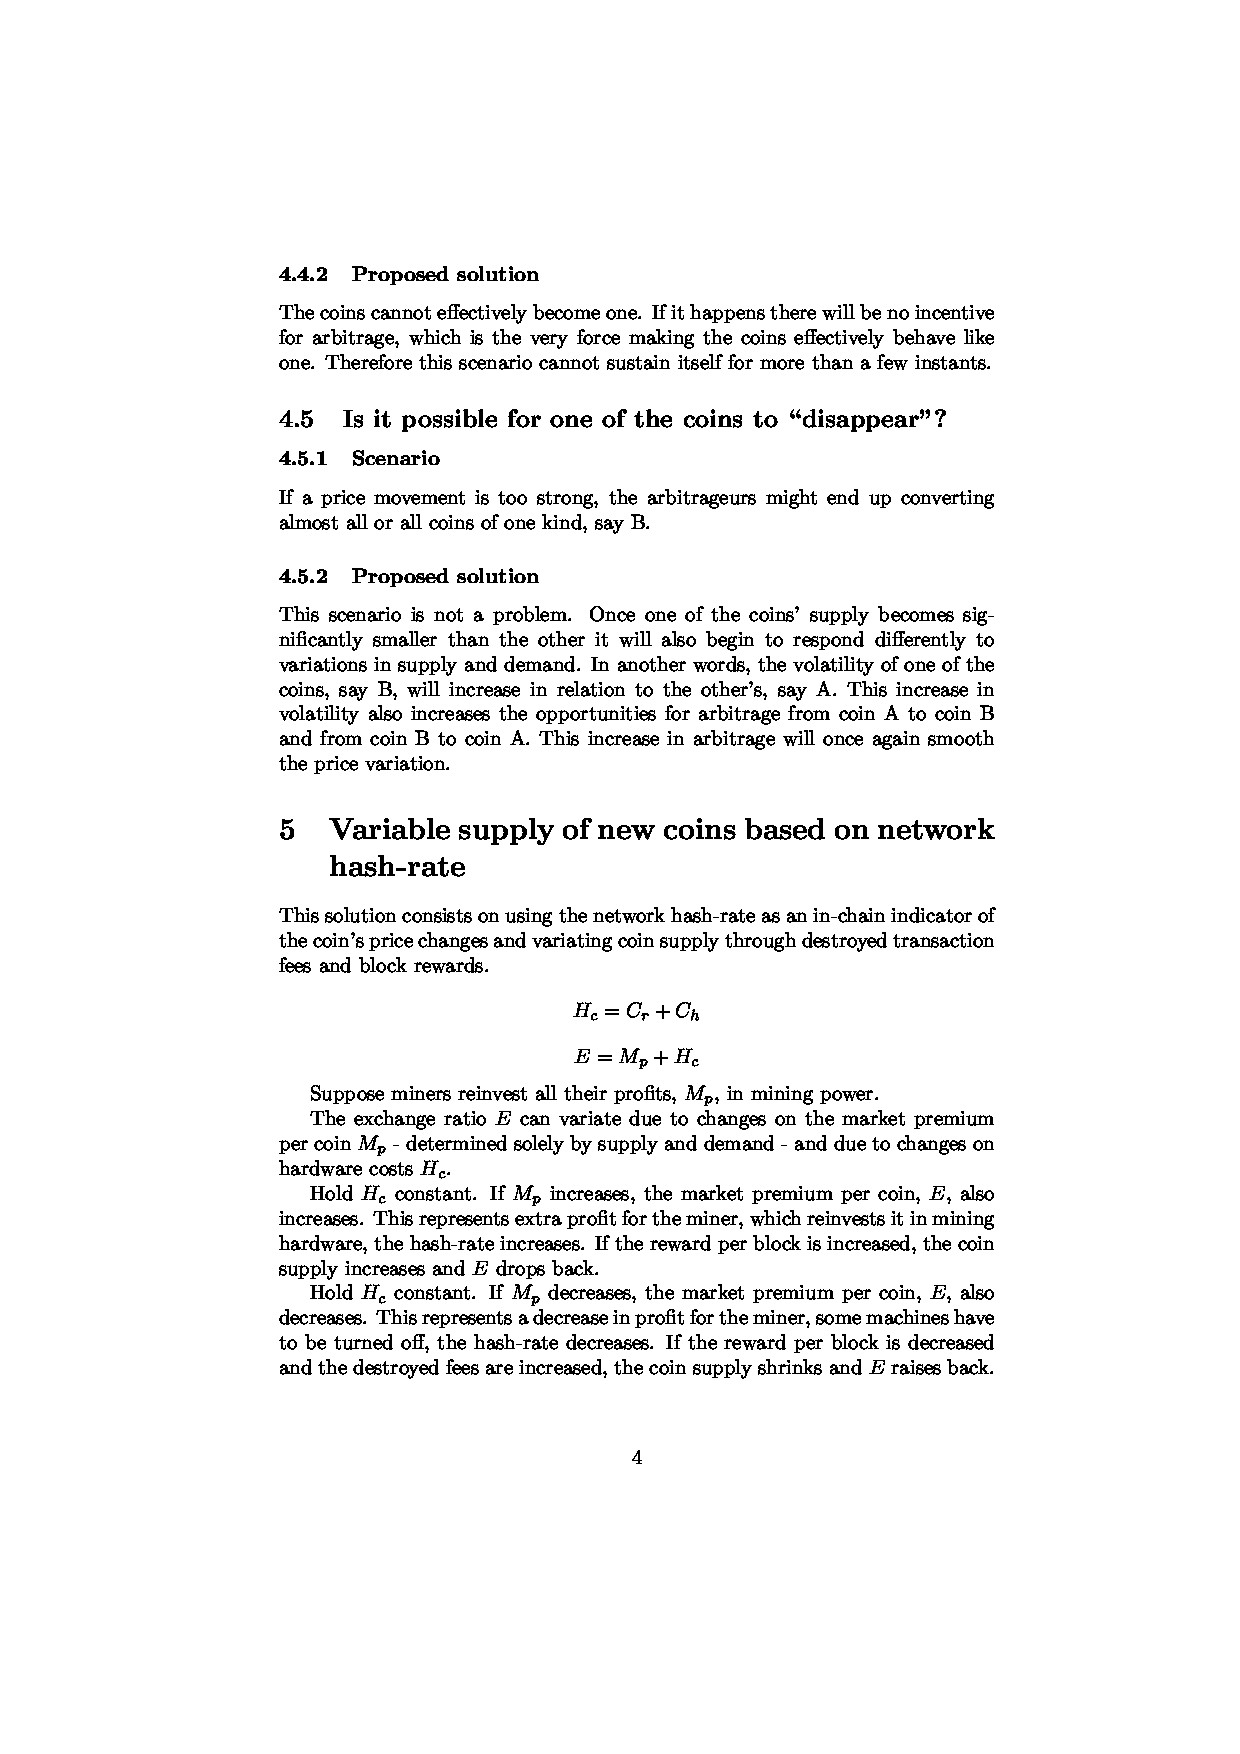 4.4.2 Proposed solution
The coins cannot effectively become one. If it happens there will be no incentive
for arbitrage, which is the very force making the coins effectively behave like
one. Therefore this scenario cannot sustain itself for more than a few instants.
4.5 Is it possible for one of the coins to “disappear”?
4.5.1 Scenario
If a price movement is too strong, the arbitrageurs might end up converting
almost all or all coins of one kind, say B.
4.5.2 Proposed solution
This scenario is not a problem. Once one of the coins’ supply becomes sig-
nificantly smaller than the other it will also begin to respond differently to
variations in supply and demand. In another words, the volatility of one of the
coins, say B, will increase in relation to the other’s, say A. This increase in
volatility also increases the opportunities for arbitrage from coin A to coin B
and from coin B to coin A. This increase in arbitrage will once again smooth
the price variation.
5 Variable supply of new coins based on network
hash-rate
This solution consists on using the network hash-rate as an in-chain indicator of
the coin’s price changes and variating coin supply through destroyed transaction
fees and block rewards.
H_c = C_r + C_h
E = M_p + H_c
Suppose miners reinvest all their profits, M_p, in mining power.
The exchange ratio E can variate due to changes on the market premium
per coin M_p - determined solely by supply and demand - and due to changes on
hardware costs H_c.
Hold H_c constant. If M_p increases, the market premium per coin, E, also
increases. This represents extra profit for the miner, which reinvests it in mining
hardware, the hash-rate increases. If the reward per block is increased, the coin
supply increases and E drops back.
Hold H_c constant. If M_p decreases, the market premium per coin, E, also
decreases. This represents a decrease in profit for the miner, some machines have
to be turned off, the hash-rate decreases. If the reward per block is decreased
and the destroyed fees are increased, the coin supply shrinks and E raises back.
4